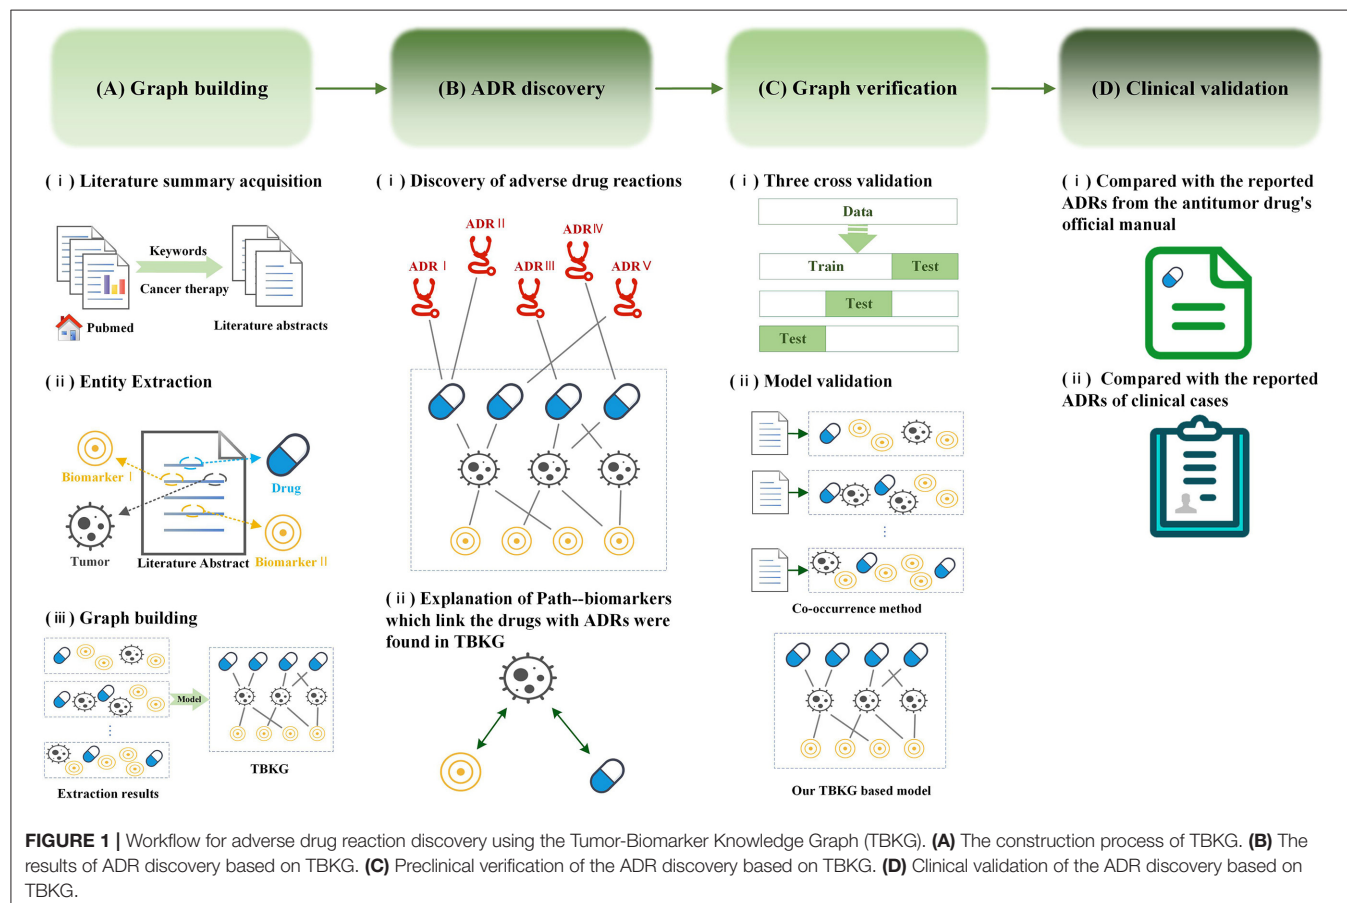 (A) Graph building
(B) ADR discovery
(C) Graph verification
(D) Clinical validation
(ⅰ) Literature summary acquisition
Keywords
Cancer therapy
Pubmed
Literature abstracts
(ⅱ) Entity Extraction
Biomarker Ⅰ
Drug
Tumor
Literature Abstract
Biomarker Ⅱ
(ⅲ) Graph building
Model
TBKG
Extraction results
(ⅰ) Discovery of adverse drug reactions
ADR Ⅰ
ADR Ⅱ
ADR Ⅲ
ADR Ⅳ
ADR Ⅴ
(ⅱ) Explanation of Path--biomarkers
which link the drugs with ADRs were
found in TBKG
(ⅰ) Three cross validation
Data
Train
Test
Test
Test
(ⅱ) Model validation
Co-occurrence method
Our TBKG based model
(ⅰ) Compared with the reported
ADRs from the antitumor drug's
official manual
(ⅱ) Compared with the reported
ADRs of clinical cases
FIGURE 1 | Workflow for adverse drug reaction discovery using the Tumor-Biomarker Knowledge Graph (TBKG). (A) The construction process of TBKG. (B) The
results of ADR discovery based on TBKG. (C) Preclinical verification of the ADR discovery based on TBKG. (D) Clinical validation of the ADR discovery based on
TBKG.